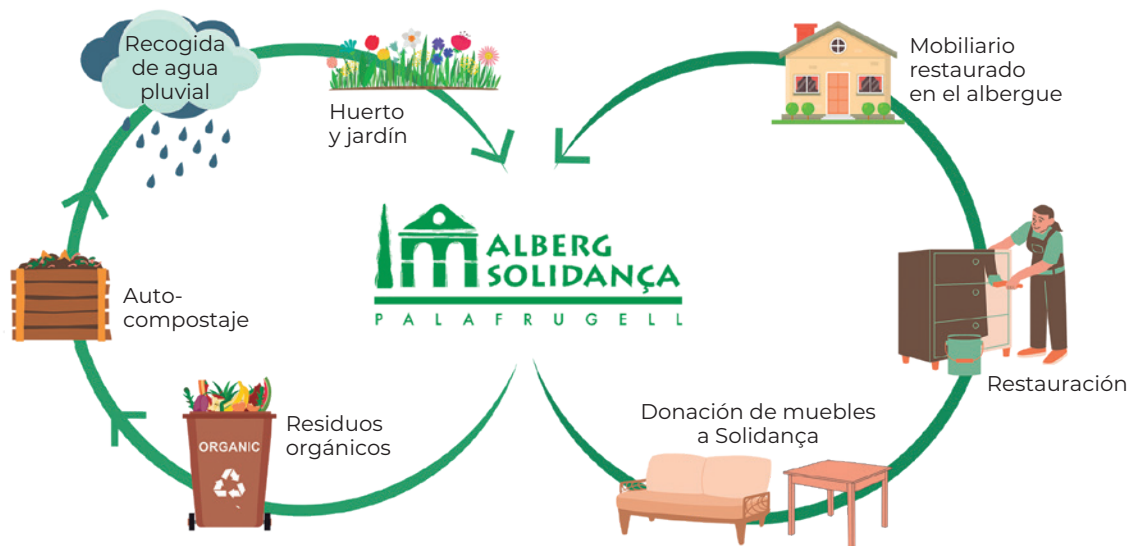 Recogida
de agua
pluvial
Huerto
y jardín
Mobiliario
restaurado
en el albergue
ALBERG
SOLIDANÇA
PALAFRUGELL
Auto-
compostaje
Restauración
Residuos
orgánicos
ORGANIC
Donación de muebles
a Solidança